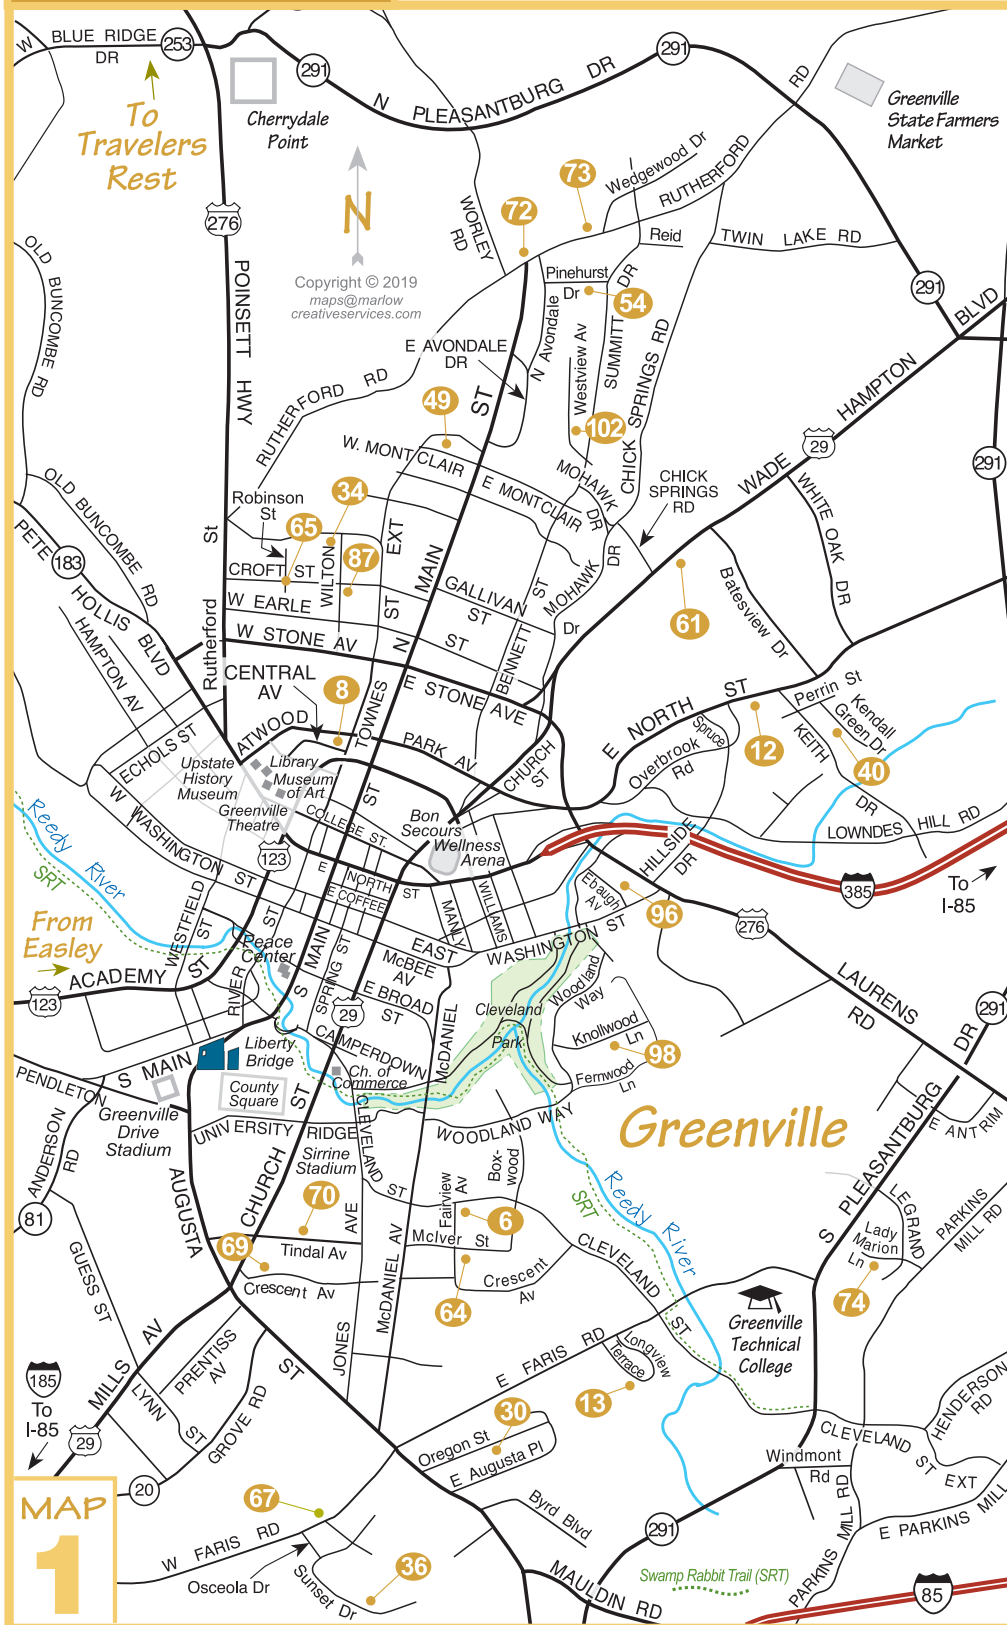 W
BLUE RIDGE
DR
253
291
N PLEASANTBURG DR
291
RD
To
Travelers
Rest
Cherrydale
Point
Greenville
State Farmers
Market
N
276
WORLEY
RD
72
73
Wedgewood Dr
RUTHERFORD
Reid
TWIN LAKE RD
OLD BUNCOMBE RD
POINSETT HWY
Copyright © 2019
maps@marlow
creativeservices.com
Pinehurst
Dr
54
291
BLVD
E AVONDALE
DR
N Avondale
Westview Av
SUMMITT DR
CHICK SPRINGS RD
HAMPTON
29
WADE
RUTHERFORD RD
49
ST
102
291
W. MONTCLAIR
E MONTCLAIR
MOHAWK
DR
CHICK
SPRINGS
RD
WHITE OAK DR
OLD BUNCOMBE RD
PETE
183
HOLLIS BLVD
Robinson
St
34
65
87
CROFT ST
WILTON
EXT
MAIN
W EARLE
ST
GALLIVAN
ST
ST
MOHAWK
DR
Dr
BENNETT
ST
61
Batesview Dr
HAMPTON AV
Rutherford
St
W STONE AV
N
E STONE AVE
CENTRAL
AV
8
TOWNES
ATWOOD
PARK AV
CHURCH
ST
E NORTH ST
Perrin St
Kendall
Green Dr
12
40
KEITH
DR
Spruce
Overbrook
Rd
ECHOLS ST
Upstate
History
Museum
Library
Museum
of Art
Greenville
Theatre
COLLEGE ST.
ST
Bon
Secours
Wellness
Arena
LOWNDES HILL RD
HILLSIDE
DR
385
To
I-85
W WASHINGTON ST
123
E
NORTH
ST
E COFFEE
MANLY
WILLIAMS
Ebaugh
Av
96
276
Reedy River
SRT
From
Easley
WESTFIELD
ST
ST
RIVER
Peace
Center
S MAIN
SPRING ST
EAST
WASHINGTON ST
McBEE
AV
E BROAD
ST
29
McDANIEL
Cleveland
Park
Woodland
Way
Knollwood
Ln
98
Fernwood
Ln
LAURENS
RD
291
123
ACADEMY
ST
CAMPERDOWN
Liberty
Bridge
Ch. of
Commerce
S MAIN
PENDLETON
County
Square
ST
Greenville
Drive
Stadium
UNIVERSITY RIDGE
CLEVELAND
ST
WOODLAND WAY
Greenville
DR
E ANTRIM
S PLEASANTBURG
ANDERSON
RD
81
AUGUSTA
CHURCH
Sirrine
Stadium
70
AVE
Fairview
Av
Box-
wood
6
McIver St
SRT
Reedy River
LEGRAND
PARKINS
MILL RD
Lady
Marion
Ln
74
GUESS ST
69
Tindal Av
Crescent Av
64
Crescent
Av
McDANIEL AV
CLEVELAND
ST
Greenville
Technical
College
JONES
E FARIS RD
Longview
Terrace
13
MILLS AV
PRENTISS
AV
LYNN
ST
GROVE RD
ST
185
To
I-85
29
20
30
Oregon St
E Augusta Pl
HENDERSON
RD
CLEVELAND
ST EXT
Windmont
Rd
Byrd Blvd
291
PARKINS MILL RD
E PARKINS MILL
MAP
1
67
W FARIS RD
Osceola Dr
Sunset Dr
36
MAULDIN RD
Swamp Rabbit Trail (SRT)
85